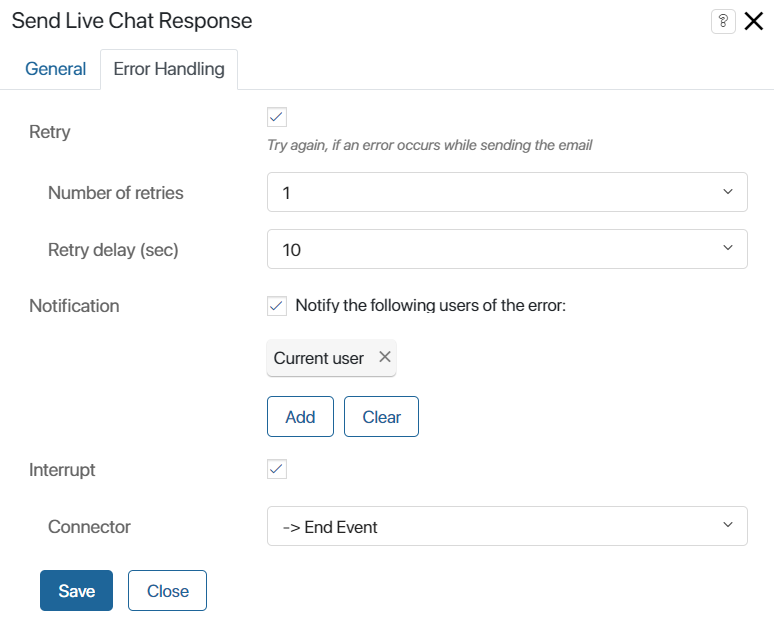 Send Live Chat Response
?
General
Error Handling
Retry
Try again, if an error occurs while sending the email
Number of retries
1
Retry delay (sec)
10
Notification
Notify the following users of the error:
Current user
Add
Clear
Interrupt
Connector
-> End Event
Save
Close